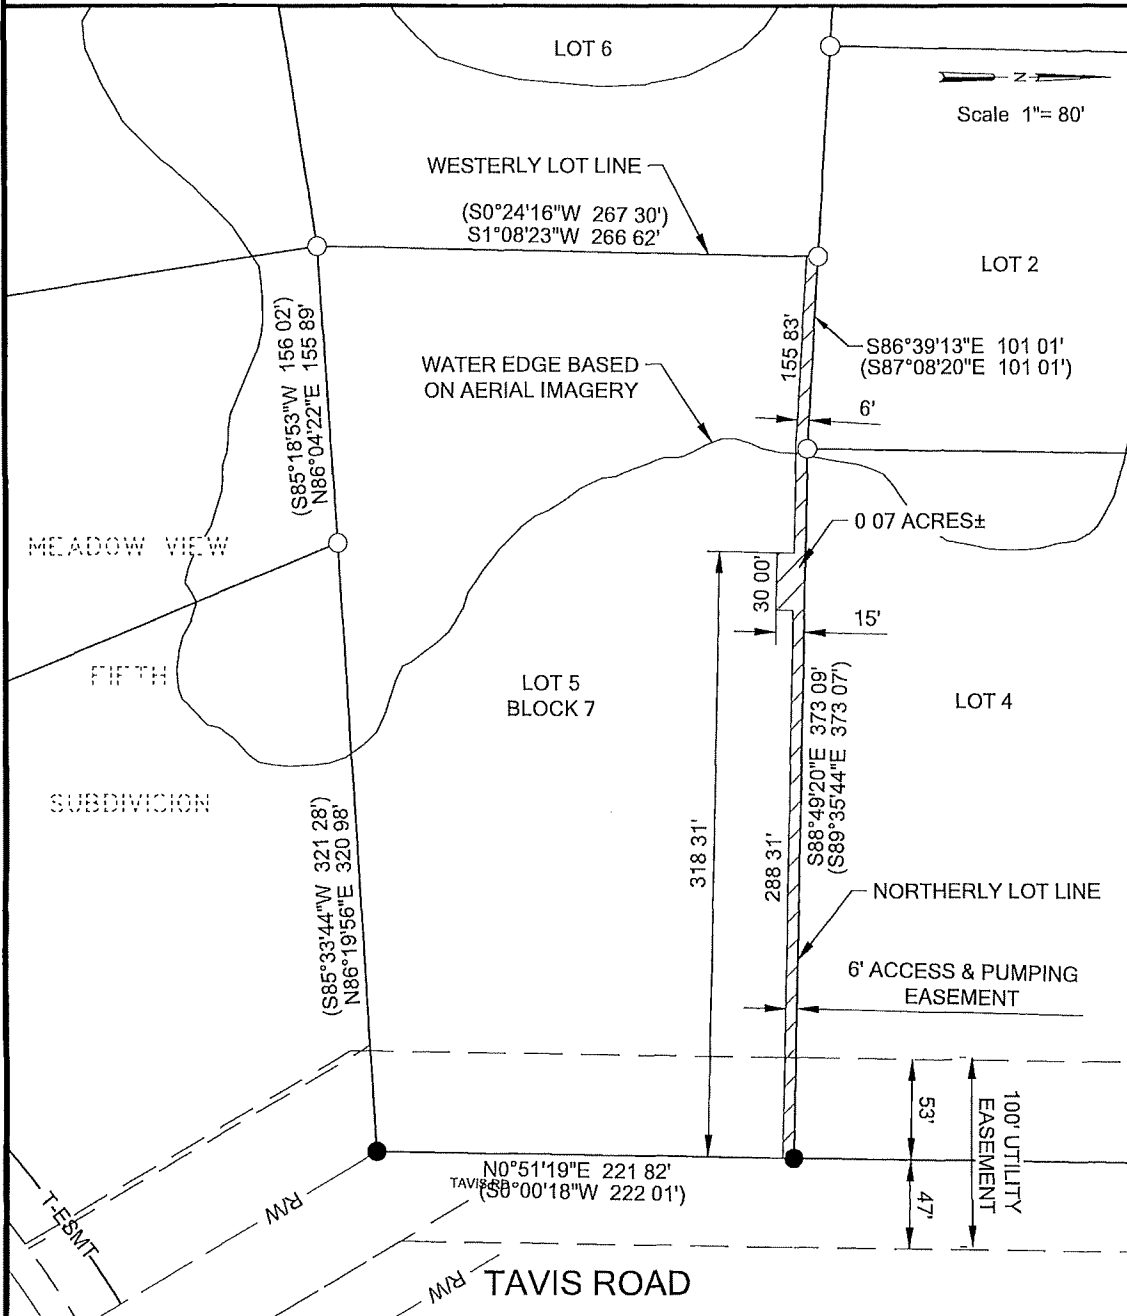 LOT 6
N
Scale 1"= 80'
WESTERLY LOT LINE
(S0°24'16"W 267 30')
S1°08'23"W 266 62'
LOT 2
(S85°18'53"W 156 02')
N86°04'22"E 155 89'
WATER EDGE BASED
ON AERIAL IMAGERY
155 83'
S86°39'13"E 101 01'
(S87°08'20"E 101 01')
6'
0 07 ACRES±
MEADOW VIEW
30 00'
15'
FIFTH
LOT 5
BLOCK 7
LOT 4
S88°49'20"E 373 09'
(S89°35'44"E 373 07')
SUBDIVISION
(S85°33'44"W 321 28')
N86°19'56"E 320 98'
318 31'
288 31'
NORTHERLY LOT LINE
6' ACCESS & PUMPING
EASEMENT
53'
100' UTILITY
EASEMENT
47'
N0°51'19"E 221 82'
TAVIS RD
(S0°00'18"W 222 01')
T-ESMT
R/W
R/W
TAVIS ROAD